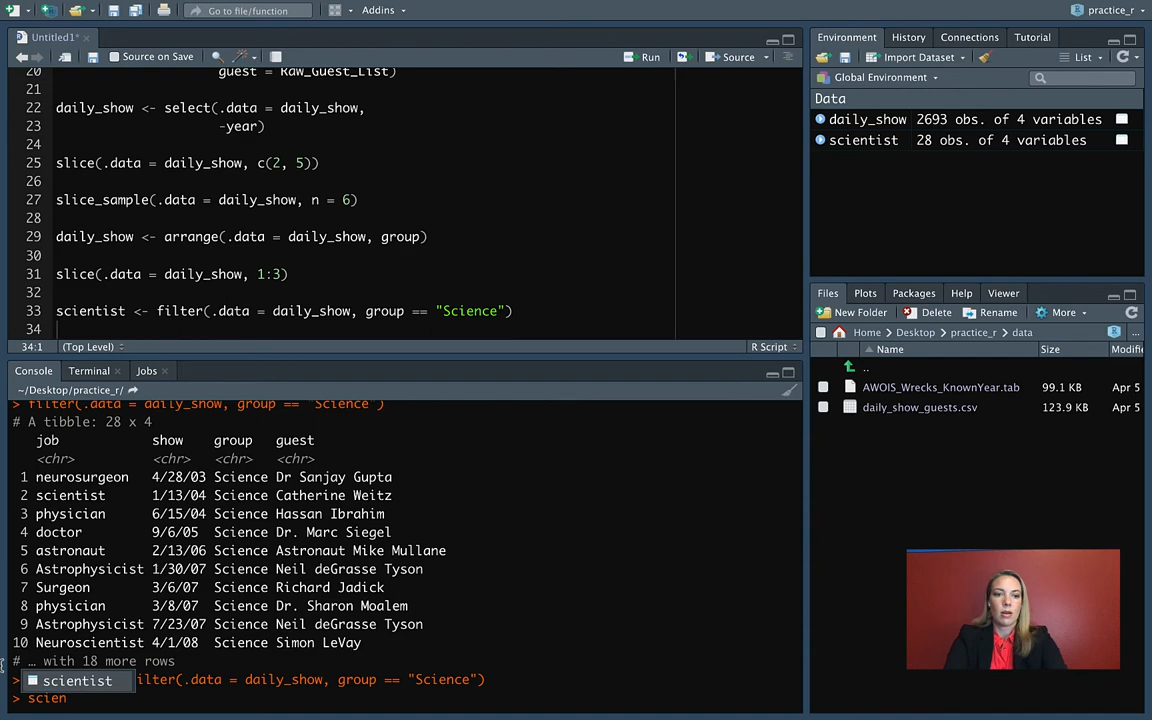 Go to file/function
Addins
practice_r
Untitled1*
Source on Save
Run
Source
20 guest = Raw_Guest_List)
21
22 daily_show <- select(.data = daily_show,
23 -year)
24
25 slice(.data = daily_show, c(2, 5))
26
27 slice_sample(.data = daily_show, n = 6)
28
29 daily_show <- arrange(.data = daily_show, group)
30
31 slice(.data = daily_show, 1:3)
32
33 scientist <- filter(.data = daily_show, group == "Science")
34
34:1 (Top Level) R Script
Console Terminal Jobs
~/Desktop/practice_r/
> filter(.data = daily_show, group == "Science")
# A tibble: 28 x 4
job show group guest
<chr> <chr> <chr> <chr>
1 neurosurgeon 4/28/03 Science Dr Sanjay Gupta
2 scientist 1/13/04 Science Catherine Weitz
3 physician 6/15/04 Science Hassan Ibrahim
4 doctor 9/6/05 Science Dr. Marc Siegel
5 astronaut 2/13/06 Science Astronaut Mike Mullane
6 Astrophysicist 1/30/07 Science Neil deGrasse Tyson
7 Surgeon 3/6/07 Science Richard Jadick
8 physician 3/8/07 Science Dr. Sharon Moalem
9 Astrophysicist 7/23/07 Science Neil deGrasse Tyson
10 Neuroscientist 4/1/08 Science Simon LeVay
# … with 18 more rows
> scientist ilter(.data = daily_show, group == "Science")
> scien
Environment History Connections Tutorial
Import Dataset List
Global Environment
Data
daily_show 2693 obs. of 4 variables
scientist 28 obs. of 4 variables
Files Plots Packages Help Viewer
New Folder Delete Rename More
Home Desktop practice_r data
...
Name Size Modifie
..
AWOIS_Wrecks_KnownYear.tab 99.1 KB Apr 5
daily_show_guests.csv 123.9 KB Apr 5